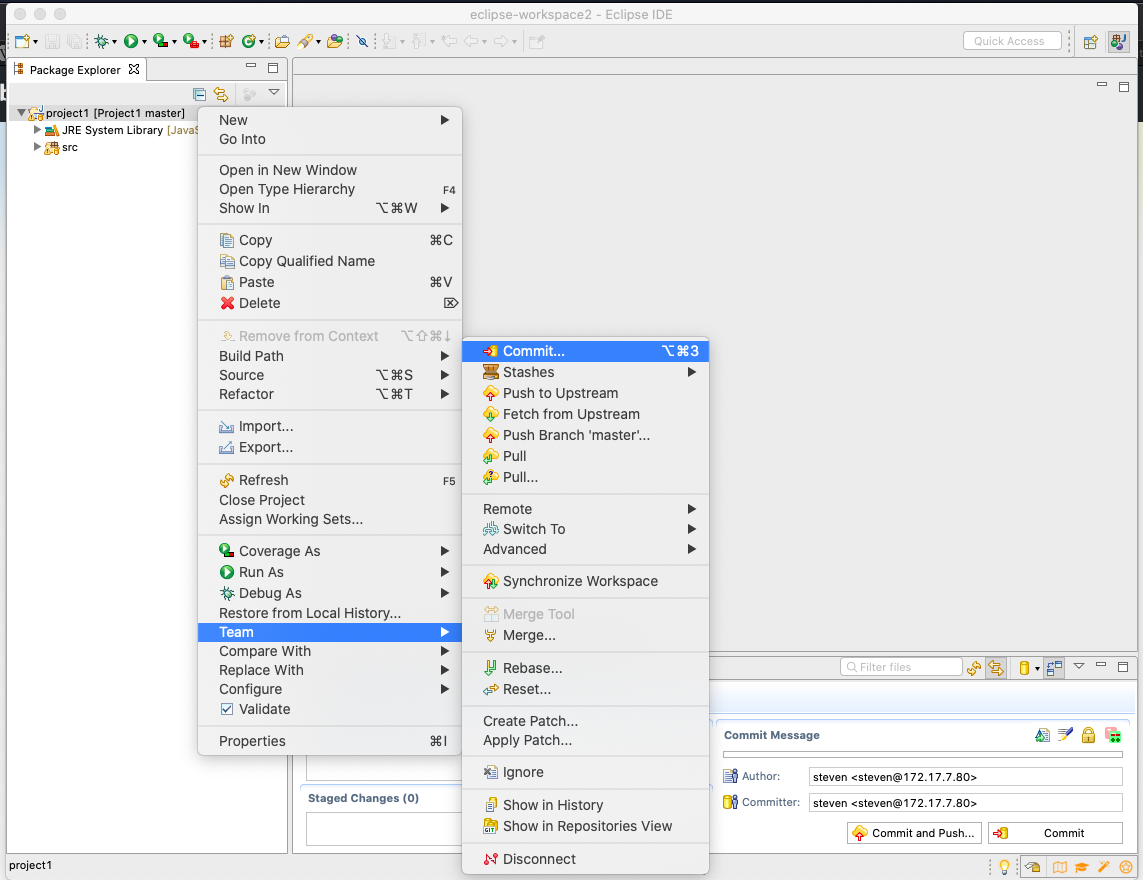 eclipse-workspace2 - Eclipse IDE
Quick Access
Package Explorer
project1 [Project1 master]
JRE System Library [JavaS
src
New
Go Into
Open in New Window
Open Type Hierarchy F4
Show In ⌥⌘W
Copy ⌘C
Copy Qualified Name
Paste ⌘V
Delete ⌦
Remove from Context ⌥⇧⌘↓
Build Path
Source ⌥⌘S
Refactor ⌥⌘T
Import...
Export...
Refresh F5
Close Project
Assign Working Sets...
Coverage As
Run As
Debug As
Restore from Local History...
Team
Compare With
Replace With
Configure
Validate
Properties ⌘I
Commit... ⌥⌘3
Stashes
Push to Upstream
Fetch from Upstream
Push Branch 'master'...
Pull
Pull...
Remote
Switch To
Advanced
Synchronize Workspace
Merge Tool
Merge...
Rebase...
Reset...
Create Patch...
Apply Patch...
Ignore
Show in History
Show in Repositories View
Disconnect
Filter files
Staged Changes (0)
Commit Message
Author: steven <steven@172.17.7.80>
Committer: steven <steven@172.17.7.80>
Commit and Push...
Commit
project1